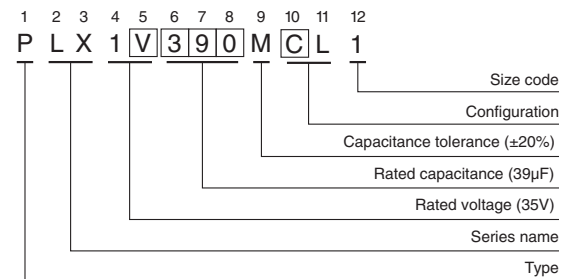 1 2 3 4 5 6 7 8 9 10 11 12
P L X 1 V 3 9 0 M C L 1
Size code
Configuration
Capacitance tolerance (±20%)
Rated capacitance (39μF)
Rated voltage (35V)
Series name
Type